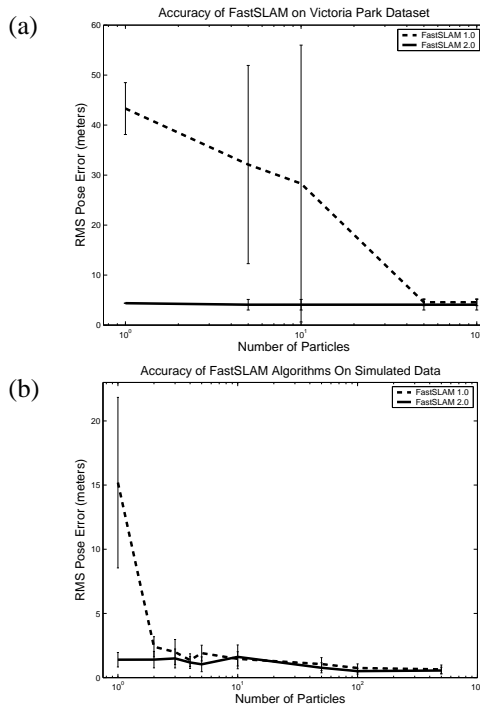 (a)
Accuracy of FastSLAM on Victoria Park Dataset
FastSLAM 1.0
FastSLAM 2.0
RMS Pose Error (meters)
60
50
40
30
20
10
0
10⁰
10¹
10²
Number of Particles
(b)
Accuracy of FastSLAM Algorithms On Simulated Data
FastSLAM 1.0
FastSLAM 2.0
RMS Pose Error (meters)
20
15
10
5
0
10⁰
10¹
10²
Number of Particles